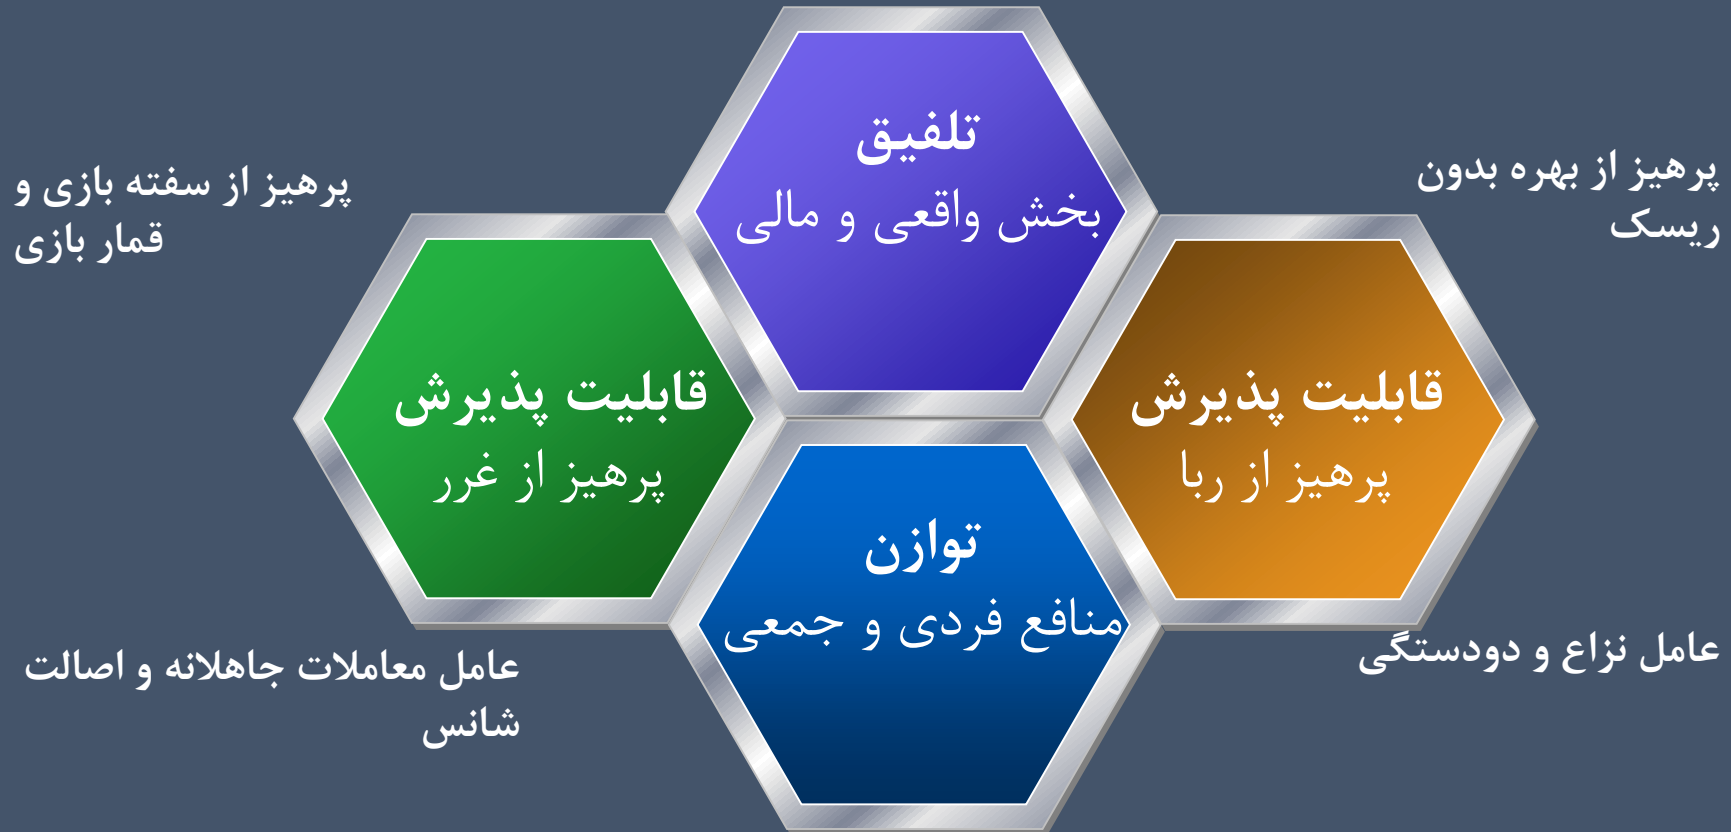 تلفیق
بخش واقعی و مالی
پرهیز از بهره بدون
ریسک
پرهیز از سفته بازی و
قمار بازی
قابلیت پذیرش
پرهیز از ربا
قابلیت پذیرش
پرهیز از غرر
توازن
منافع فردی و جمعی
عامل نزاع و دودستگی
عامل معاملات جاهلانه و اصالت
شانس